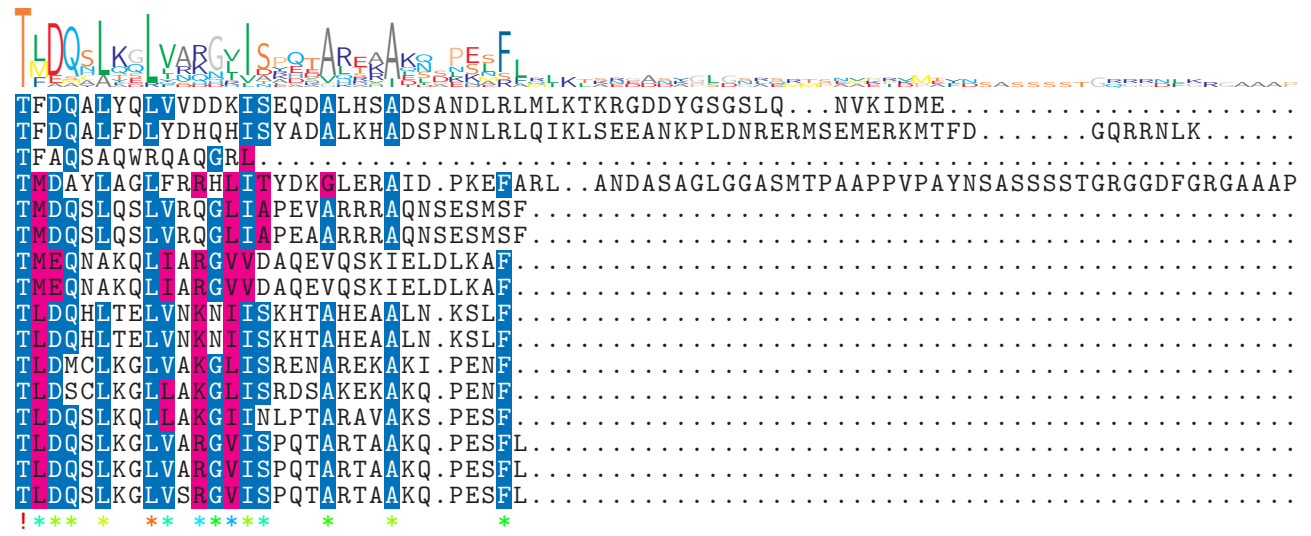 TFDQALYQLVVDDKISEQDALHSADSANDLRLMLKTKRGDDYGSGSLQ...NVKIDME......................
TFDQALFDLYDHQHISYADALKHADSPNNLRLQIKLSEEANKPLDNRERMSEMERKMTFD.......GQRRNLK......
TFAQSAQWRQAQGRL.................................................................
TMDAYLAGLFRRHLITYDKGLERAID.PKEFARL..ANDASAGLGGASMTPAAPPVPAYNSASSSSTGRGGDFGRGAAAP
TMDQSLQSLVRQGLIAPEVARRRAQNSESMSF................................................
TMDQSLQSLVRQGLIAPEAARRRAQNSESMSF................................................
TMEQNAKQLIARGVVDAQEVQSKIELDLKAF.................................................
TMEQNAKQLIARGVVDAQEVQSKIELDLKAF.................................................
TLDQHLTELVNKNIISKHTAHEAALN.KSLF.................................................
TLDQHLTELVNKNIISKHTAHEAALN.KSLF.................................................
TLDMCLKGLVAKGLISRENAREKAKI.PENF.................................................
TLDSCLKGLLAKGLISRDSAKEKAKQ.PENF.................................................
TLDQSLKQLLAKGIINLPTARAVAKS.PESF.................................................
TLDQSLKGLVARGVISPQTARTAAKQ.PESFL................................................
TLDQSLKGLVARGVISPQTARTAAKQ.PESFL................................................
TLDQSLKGLVSRGVISPQTARTAAKQ.PESFL................................................
!*** * ** ***** * * *